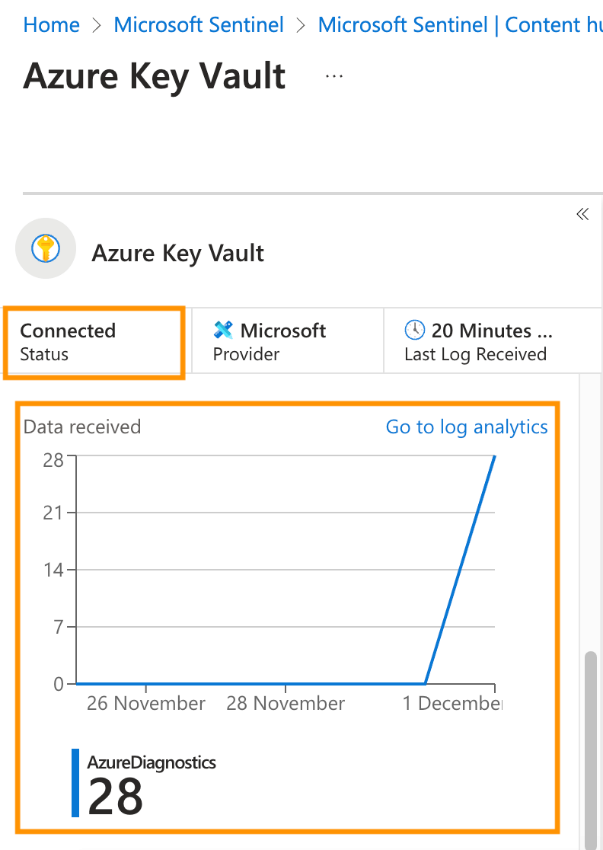 Home > Microsoft Sentinel > Microsoft Sentinel | Content hu
Azure Key Vault ...
«
Azure Key Vault
Connected
Status
Microsoft
Provider
20 Minutes ...
Last Log Received
Data received
Go to log analytics
28
21
14
7
0
26 November 28 November 1 December
AzureDiagnostics
28